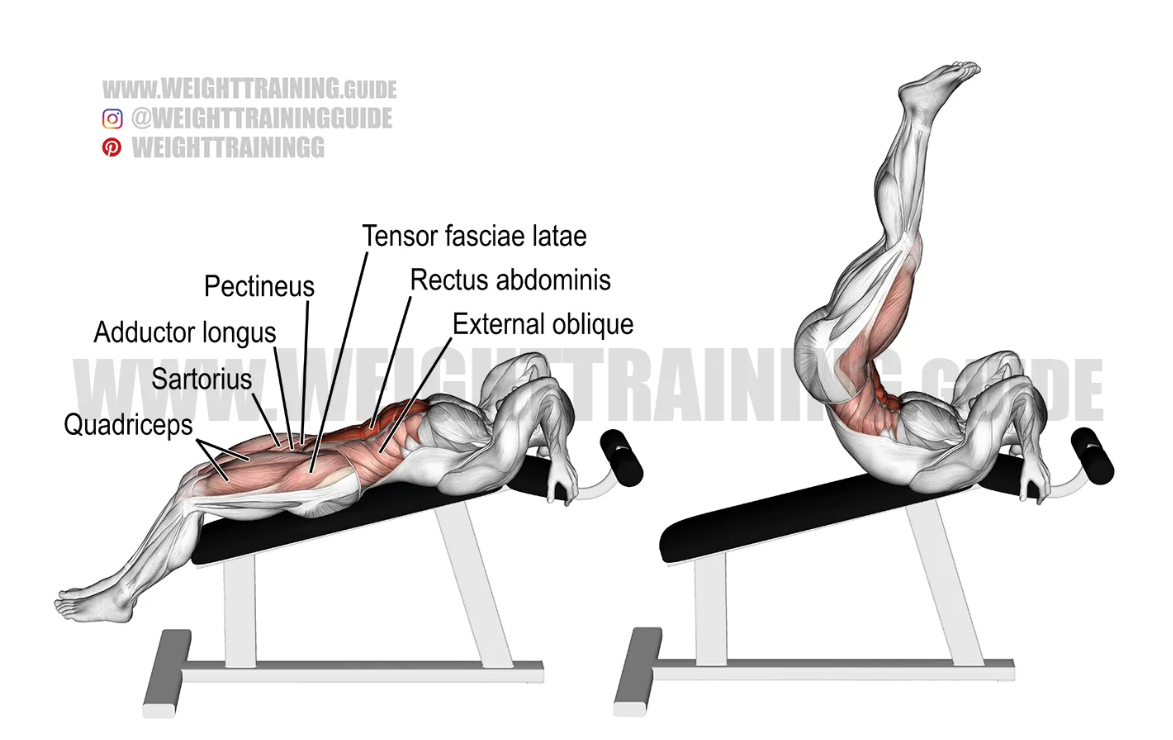 www.WEIGHTTRAINING.GUIDE
@WEIGHTTRAININGGUIDE
WEIGHTTRAININGG
Tensor fasciae latae
Pectineus
Rectus abdominis
Adductor longus
External oblique
Sartorius
Quadriceps
www.WEIGHTTRAINING.GUIDE